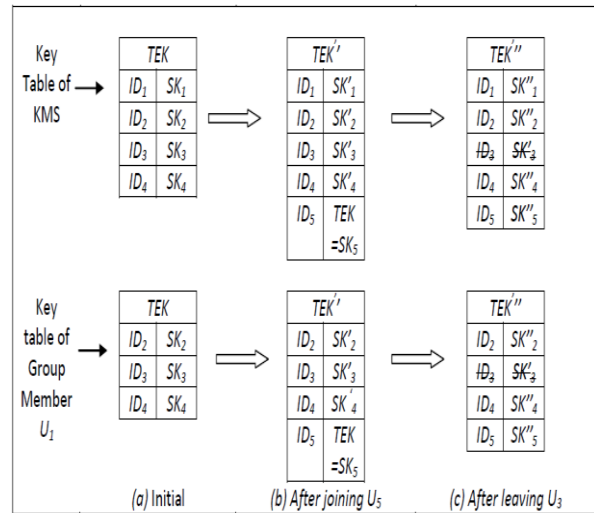 Key
Table of
KMS
TEK
ID₁ SK₁
ID₂ SK₂
ID₃ SK₃
ID₄ SK₄
TEK'′
ID₁ SK'₁
ID₂ SK'₂
ID₃ SK'₃
ID₄ SK'₄
ID₅ TEK
=SK₅
TEK'′′
ID₁ SK''₁
ID₂ SK''₂
ID₃ SK'₃
ID₄ SK''₄
ID₅ SK''₅
Key
table of
Group
Member
U₁
TEK
ID₂ SK₂
ID₃ SK₃
ID₄ SK₄
TEK'′
ID₂ SK'₂
ID₃ SK'₃
ID₄ SK'₄
ID₅ TEK
=SK₅
TEK'′′
ID₂ SK''₂
ID₃ SK'₃
ID₄ SK''₄
ID₅ SK''₅
(a) Initial
(b) After joining U₅
(c) After leaving U₃